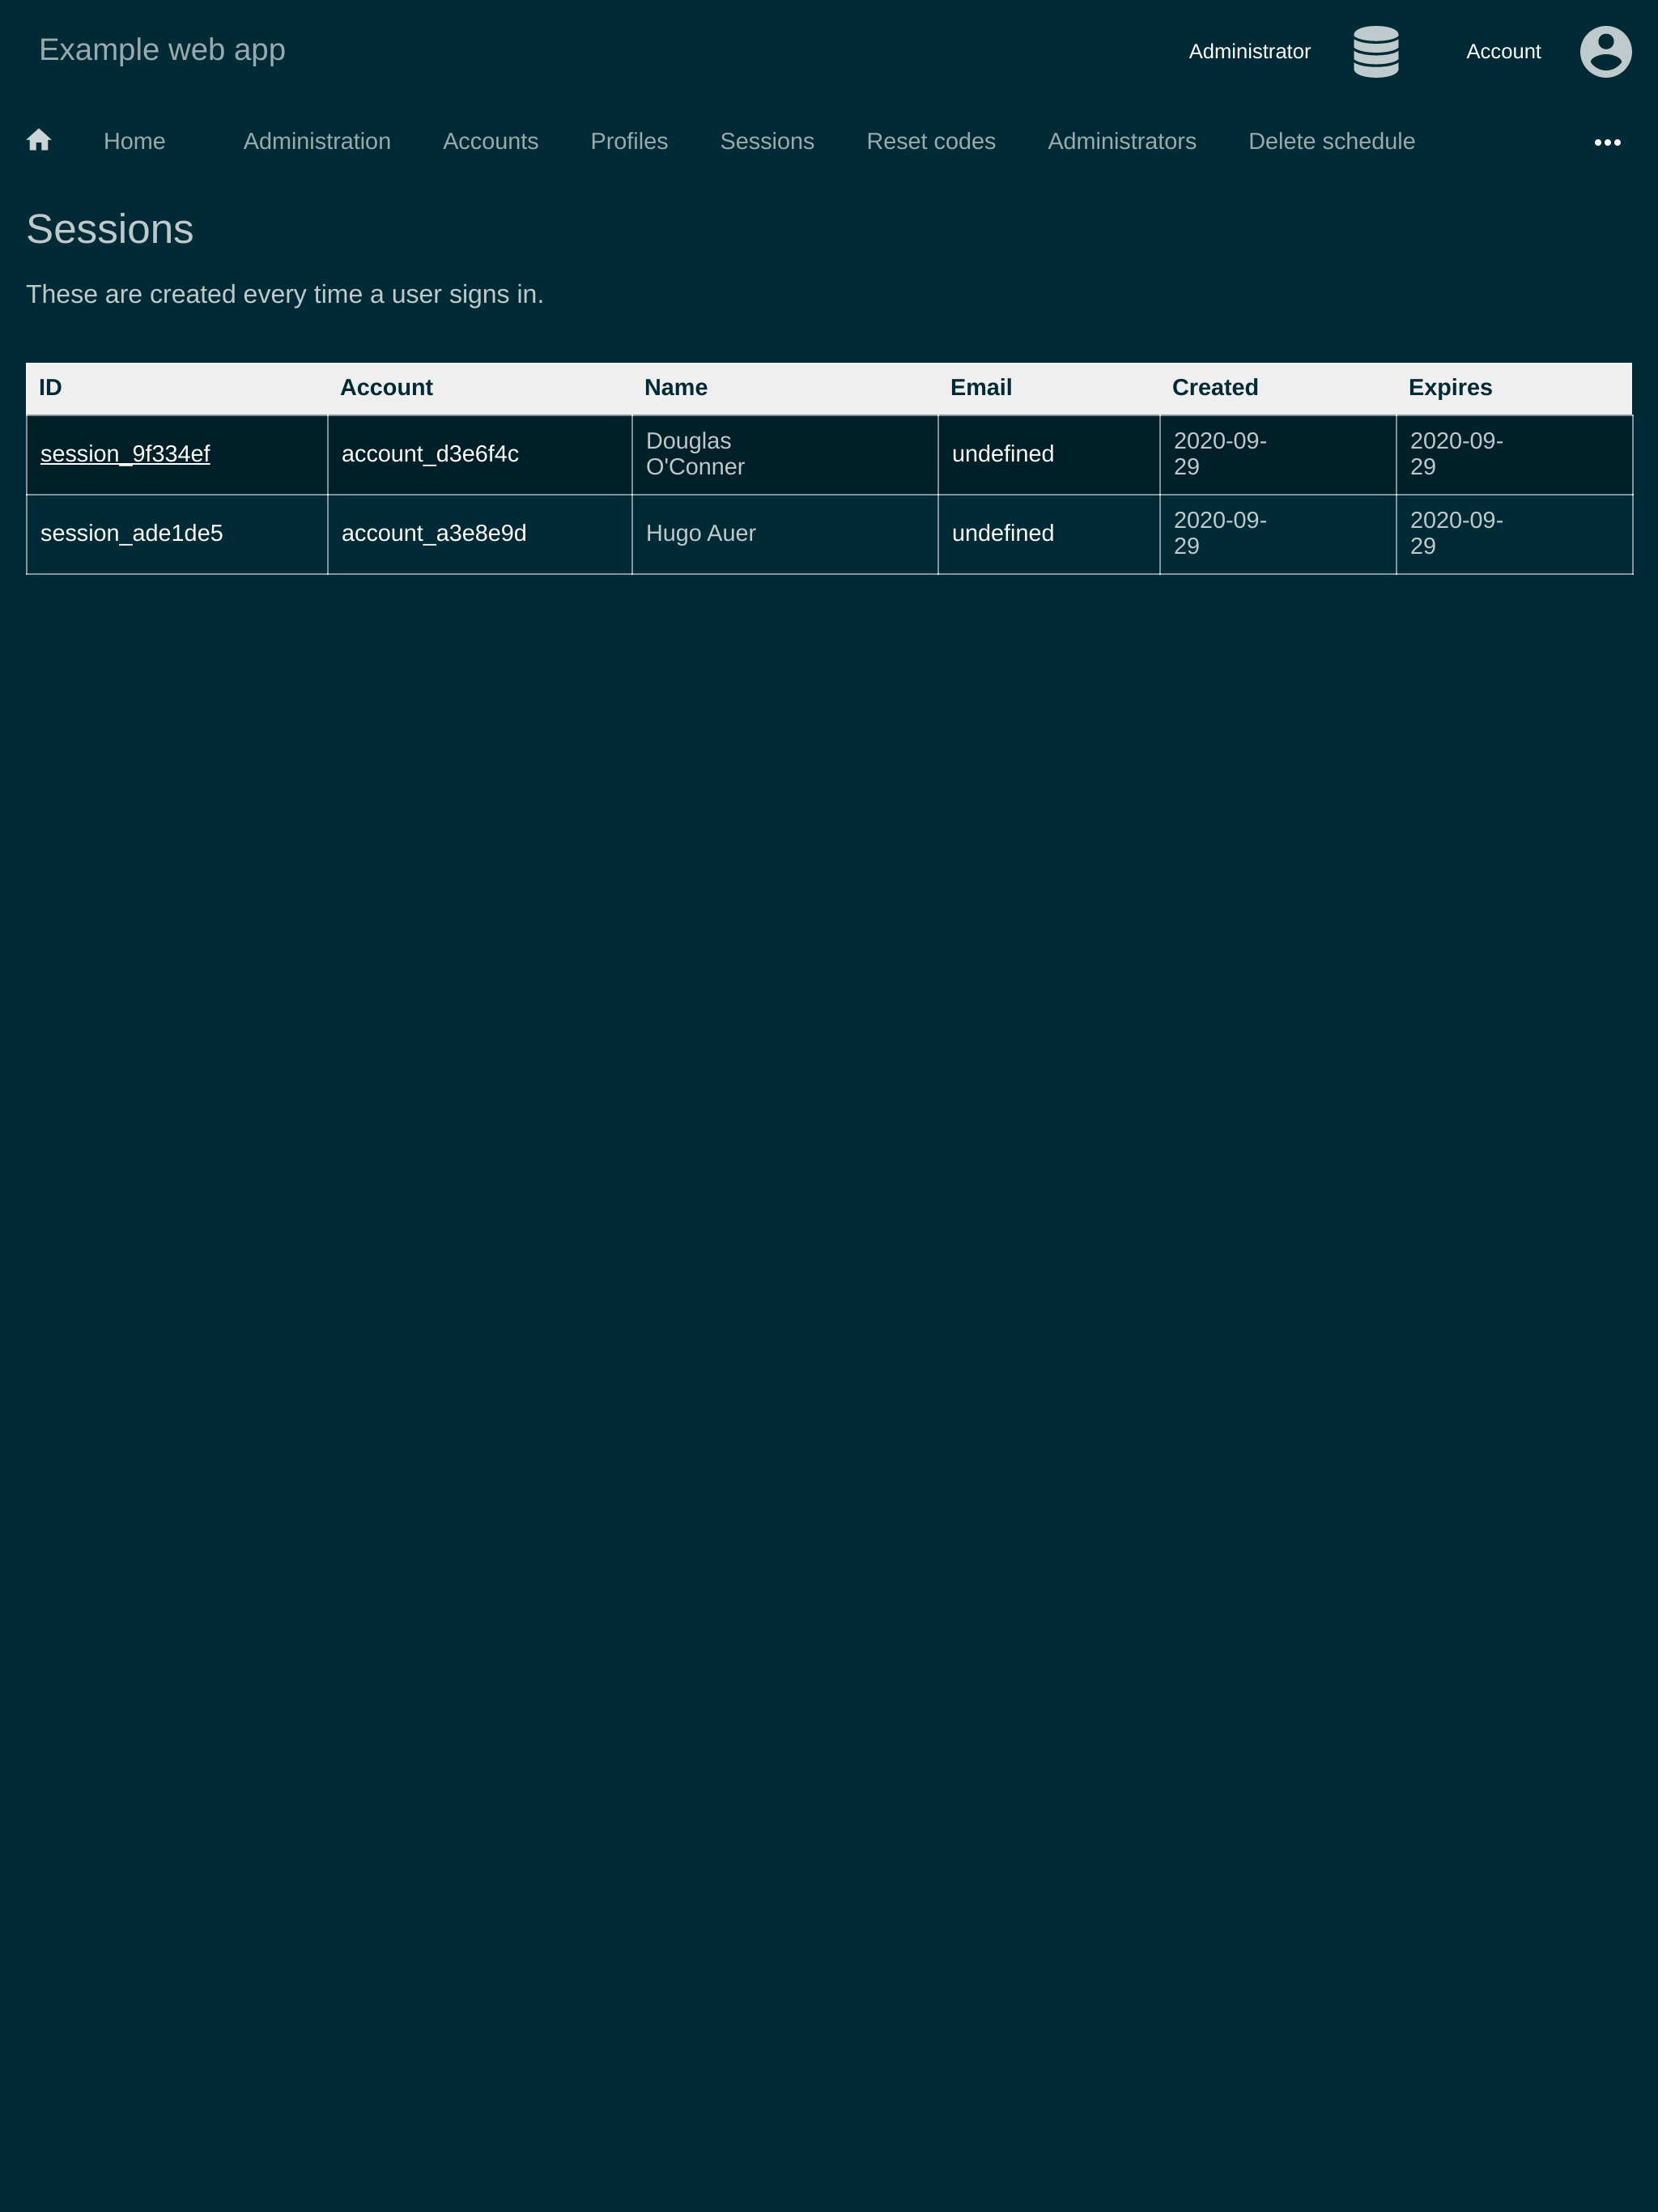 Example web app
Administrator
Account
Home
Administration
Accounts
Profiles
Sessions
Reset codes
Administrators
Delete schedule
Sessions
These are created every time a user signs in.
ID
Account
Name
Email
Created
Expires
session_9f334ef
account_d3e6f4c
Douglas
O'Conner
undefined
2020-09-
29
2020-09-
29
session_ade1de5
account_a3e8e9d
Hugo Auer
undefined
2020-09-
29
2020-09-
29